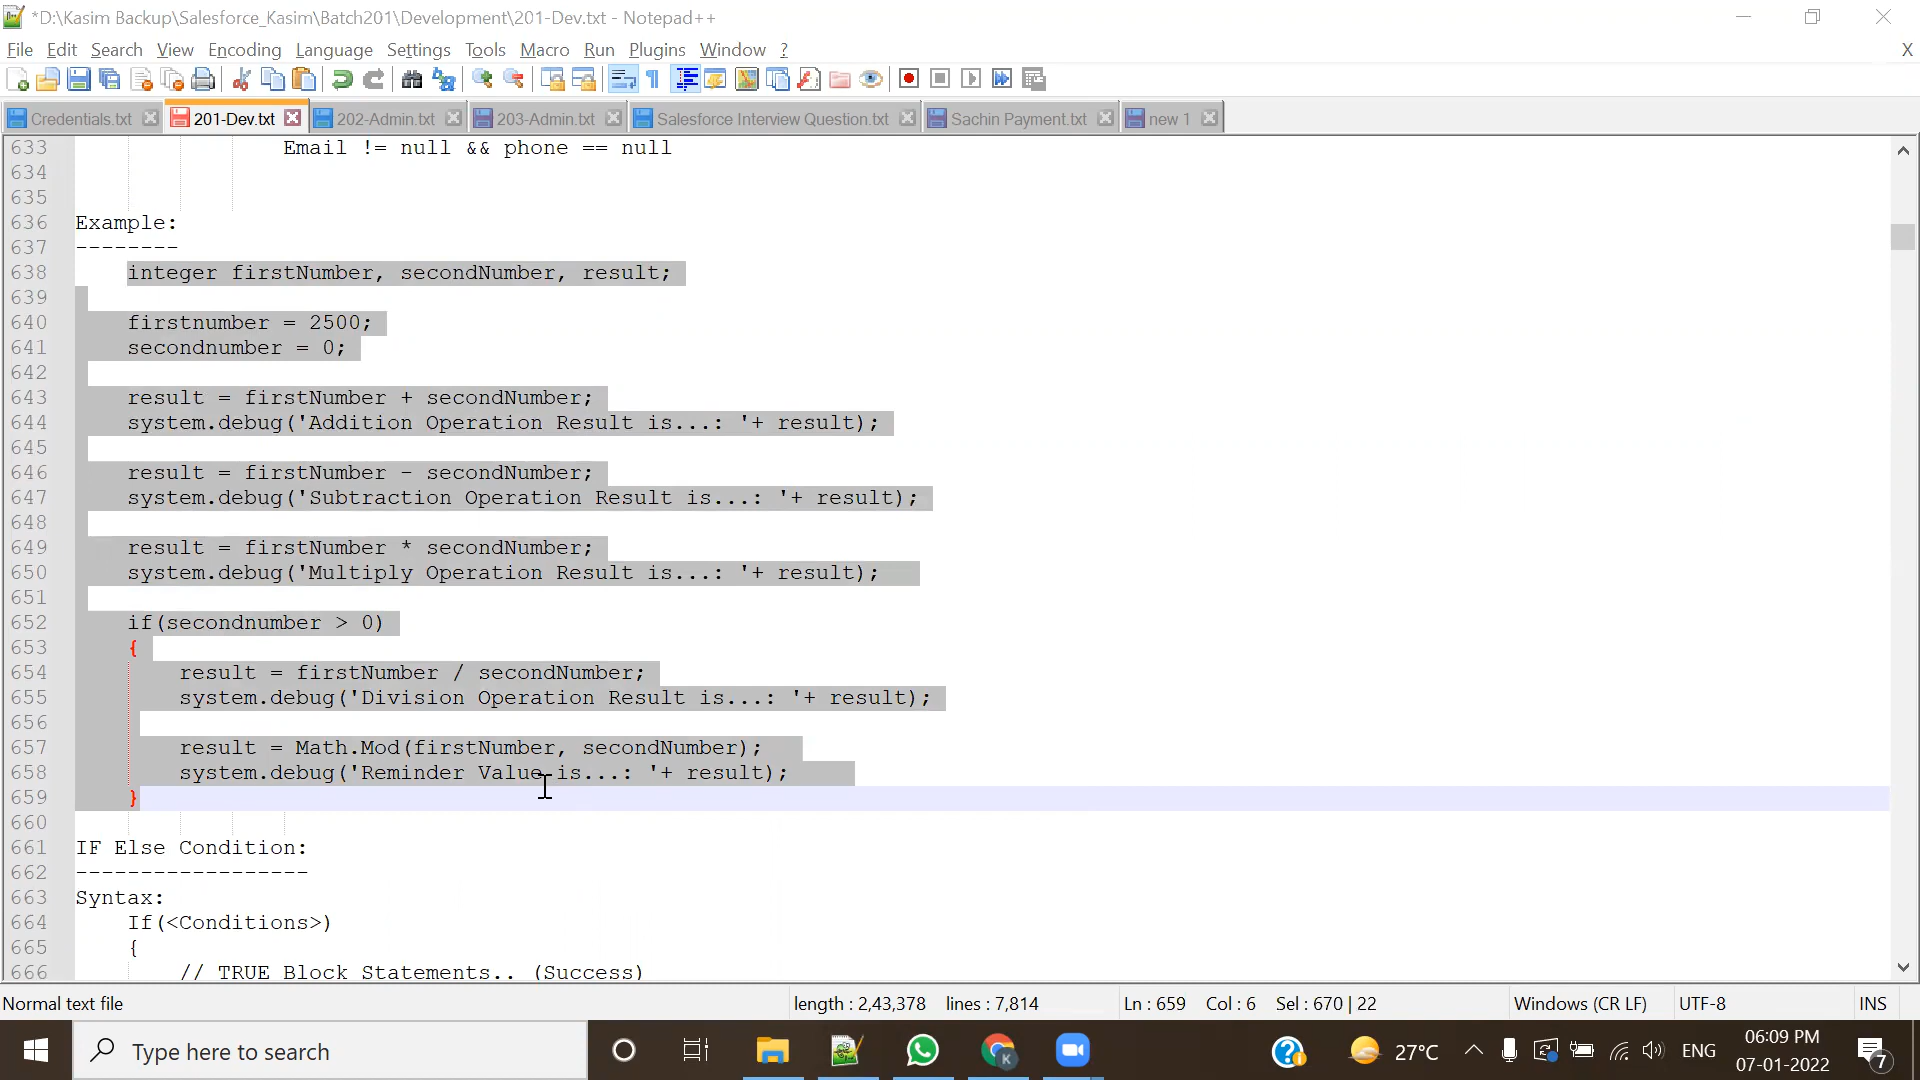 *D:\Kasim Backup\Salesforce_Kasim\Batch201\Development\201-Dev.txt - Notepad++
File Edit Search View Encoding Language Settings Tools Macro Run Plugins Window ? X
Credentials.txt 201-Dev.txt 202-Admin.txt 203-Admin.txt Salesforce Interview Question.txt Sachin Payment.txt new 1
633 Email != null && phone == null
634
635
636 Example:
637 --------
638 integer firstNumber, secondNumber, result;
639
640 firstnumber = 2500;
641 secondnumber = 0;
642
643 result = firstNumber + secondNumber;
644 system.debug('Addition Operation Result is...: '+ result);
645
646 result = firstNumber - secondNumber;
647 system.debug('Subtraction Operation Result is...: '+ result);
648
649 result = firstNumber * secondNumber;
650 system.debug('Multiply Operation Result is...: '+ result);
651
652 if(secondnumber > 0)
653 {
654 result = firstNumber / secondNumber;
655 system.debug('Division Operation Result is...: '+ result);
656
657 result = Math.Mod(firstNumber, secondNumber);
658 system.debug('Reminder Value is...: '+ result);
659 }
660
661 IF Else Condition:
662 ------------------
663 Syntax:
664 If(<Conditions>)
665 {
666 // TRUE Block Statements.. (Success)
Normal text file length : 2,43,378 lines : 7,814 Ln : 659 Col : 6 Sel : 670 | 22 Windows (CR LF) UTF-8 INS
Type here to search 27°C ENG 06:09 PM
07-01-2022 7